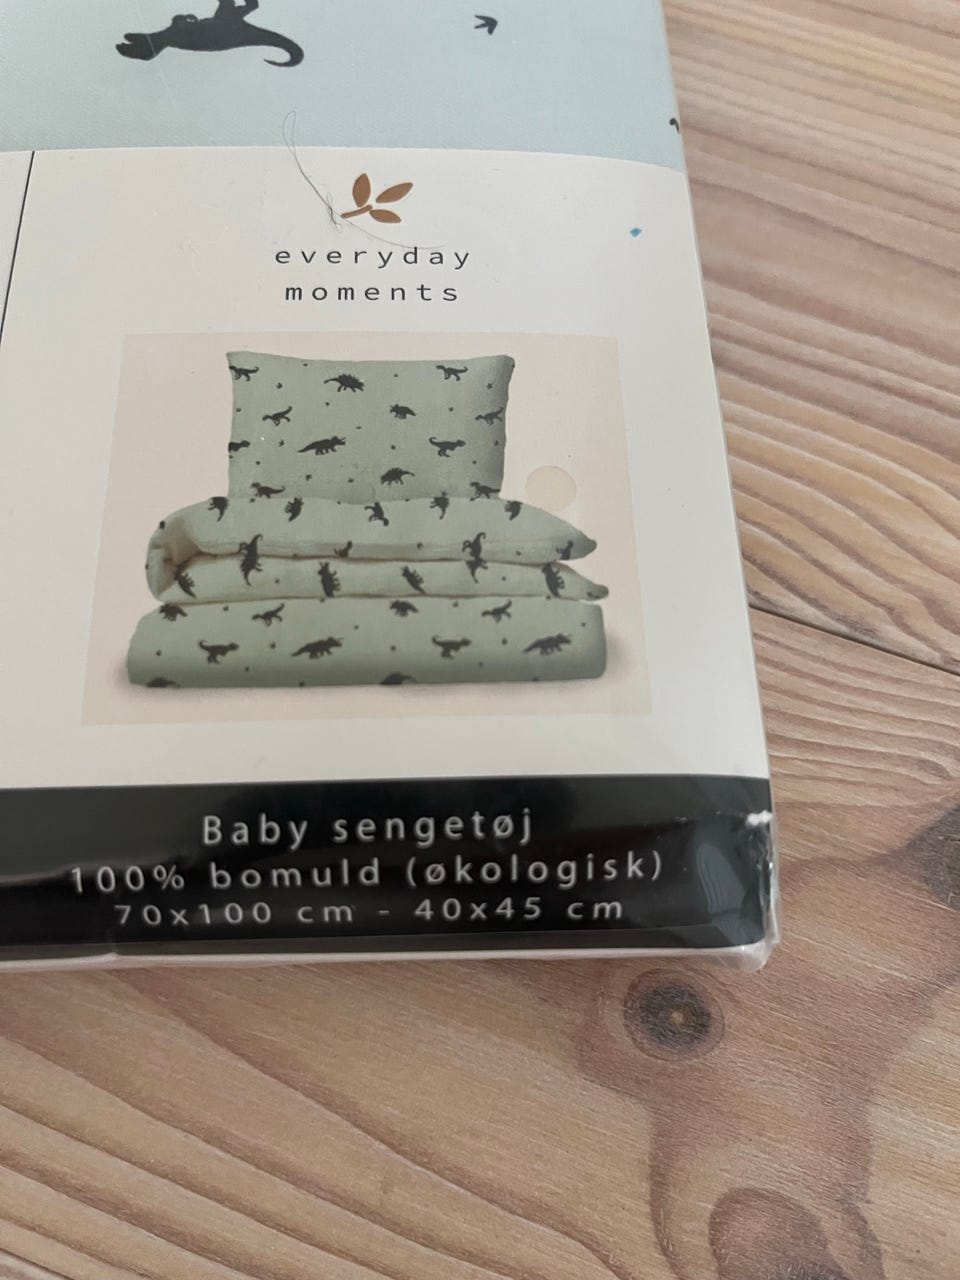 everyday
moments
Baby sengetøj
100% bomuld (økologisk)
70x100 cm - 40x45 cm